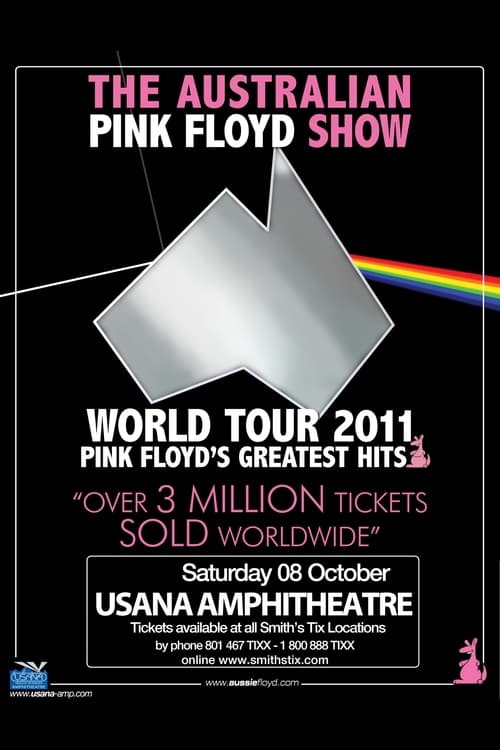 THE AUSTRALIAN
PINK FLOYD SHOW
WORLD TOUR 2011
PINK FLOYD'S GREATEST HITS
"OVER 3 MILLION TICKETS
SOLD WORLDWIDE"
Saturday 08 October
USANA AMPHITHEATRE
Tickets available at all Smith's Tix Locations
by phone 801 467 TIXX - 1 800 888 TIXX
online www.smithstix.com
USANA
AMPHITHEATRE
www.usana-amp.com
www.aussiefloyd.com